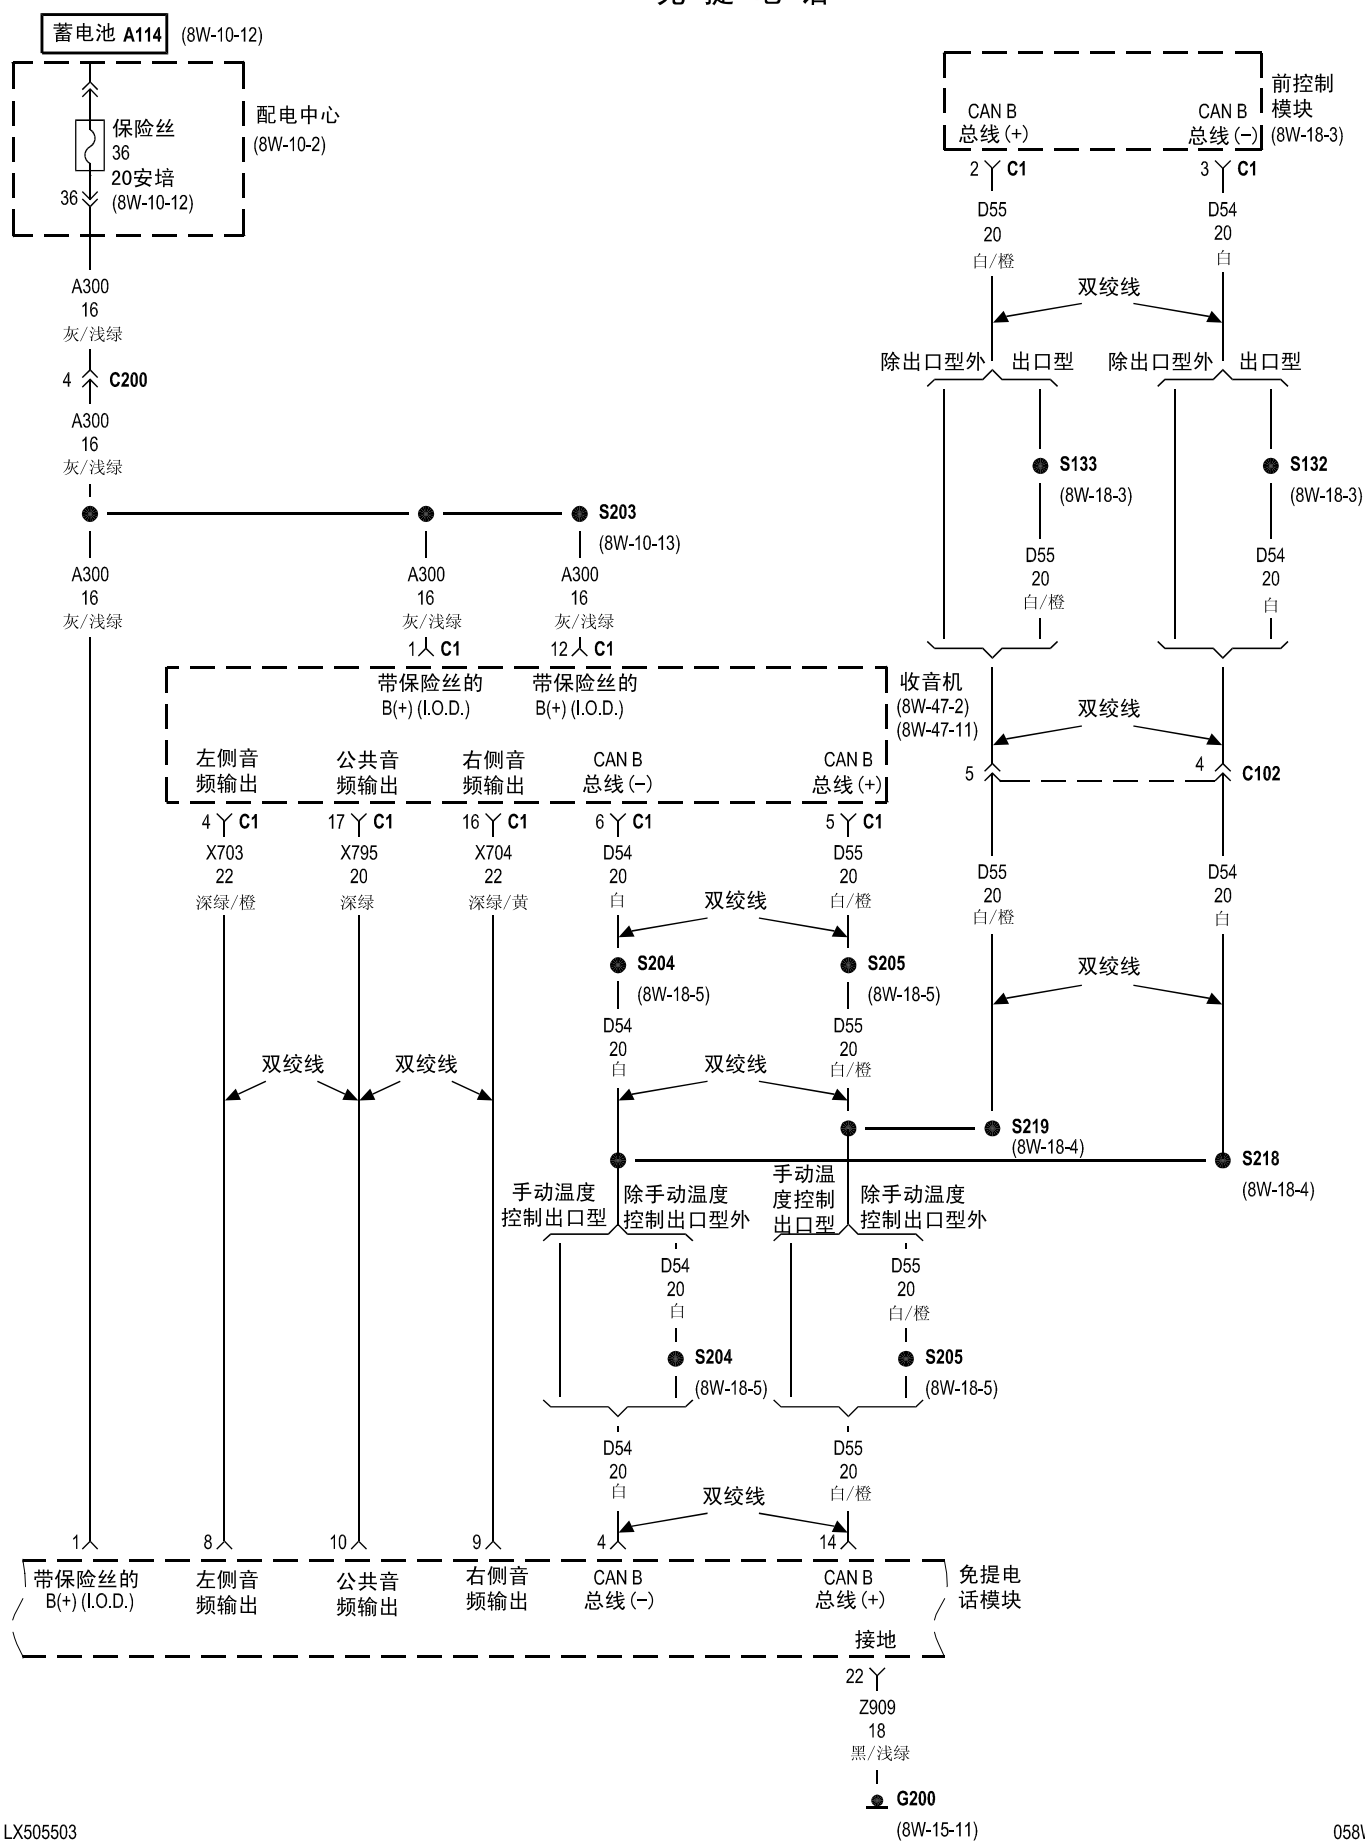 免提电话
蓄电池 A114 (8W-10-12)
配电中心
(8W-10-2)
保险丝
36
20安培
(8W-10-12)
36
A300
16
灰/浅绿
4 C200
A300
16
灰/浅绿
S203
(8W-10-13)
A300
16
灰/浅绿
A300
16
灰/浅绿
A300
16
灰/浅绿
1 C1
12 C1
带保险丝的
B(+) (I.O.D.)
带保险丝的
B(+) (I.O.D.)
收音机
(8W-47-2)
(8W-47-11)
左侧音
频输出
公共音
频输出
右侧音
频输出
CAN B
总线(-)
CAN B
总线(+)
4 C1
17 C1
16 C1
6 C1
5 C1
X703
22
深绿/橙
X795
20
深绿
X704
22
深绿/黄
D54
20
白
D55
20
白/橙
双绞线
S204
(8W-18-5)
S205
(8W-18-5)
D54
20
白
D55
20
白/橙
双绞线
双绞线
双绞线
前控制
模块
(8W-18-3)
CAN B
总线(+)
CAN B
总线(-)
2 C1
3 C1
D55
20
白/橙
D54
20
白
双绞线
除出口型外
出口型
除出口型外
出口型
S133
(8W-18-3)
S132
(8W-18-3)
D55
20
白/橙
D54
20
白
双绞线
5
4 C102
D55
20
白/橙
D54
20
白
双绞线
S219
(8W-18-4)
S218
(8W-18-4)
手动温度
控制出口型
除手动温度
控制出口型外
手动温
度控制
出口型
除手动温度
控制出口型外
D54
20
白
D55
20
白/橙
S204
(8W-18-5)
S205
(8W-18-5)
D54
20
白
D55
20
白/橙
双绞线
1
8
10
9
4
14
带保险丝的
B(+) (I.O.D.)
左侧音
频输出
公共音
频输出
右侧音
频输出
CAN B
总线(-)
CAN B
总线(+)
免提电
话模块
接地
22
Z909
18
黑/浅绿
G200
(8W-15-11)
LX505503
058\